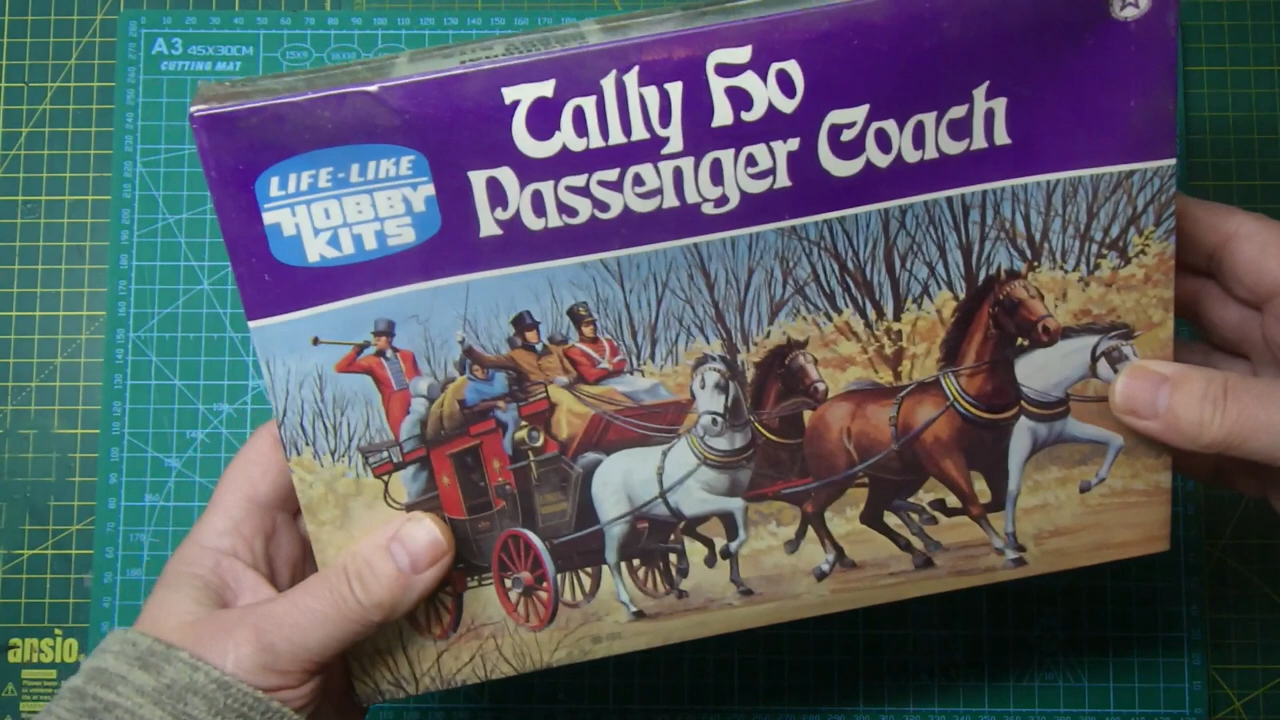 Tally Ho
Passenger Coach
LIFE-LIKE
HOBBY
KITS
A3 45X30CM
CUTTING MAT
ansio